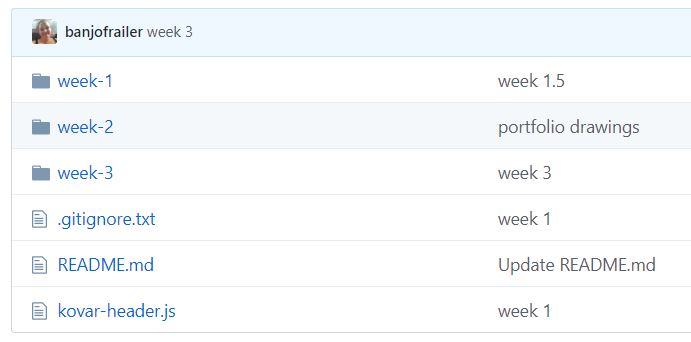 banjofrailer week 3
week-1 week 1.5
week-2 portfolio drawings
week-3 week 3
.gitignore.txt week 1
README.md Update README.md
kovar-header.js week 1